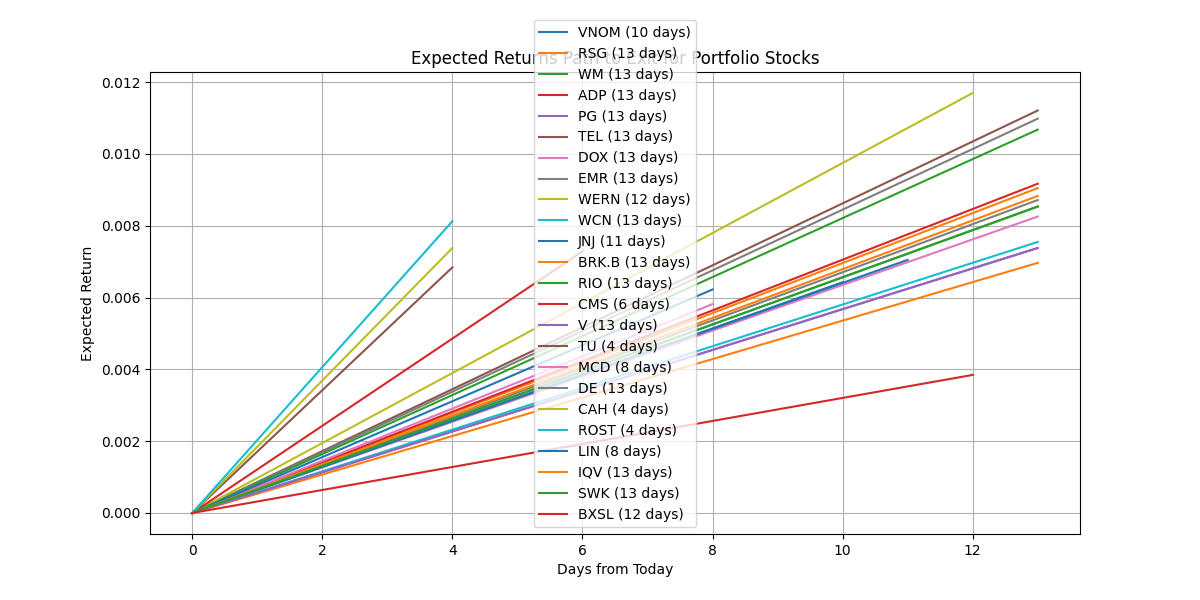 Expected Returns Path to Exit for Portfolio Stocks
VNOM (10 days)
RSG (13 days)
WM (13 days)
ADP (13 days)
PG (13 days)
TEL (13 days)
DOX (13 days)
EMR (13 days)
WERN (12 days)
WCN (13 days)
JNJ (11 days)
BRK.B (13 days)
RIO (13 days)
CMS (6 days)
V (13 days)
TU (4 days)
MCD (8 days)
DE (13 days)
CAH (4 days)
ROST (4 days)
LIN (8 days)
IQV (13 days)
SWK (13 days)
BXSL (12 days)
Expected Return
0.012
0.010
0.008
0.006
0.004
0.002
0.000
0 2 4 6 8 10 12
Days from Today